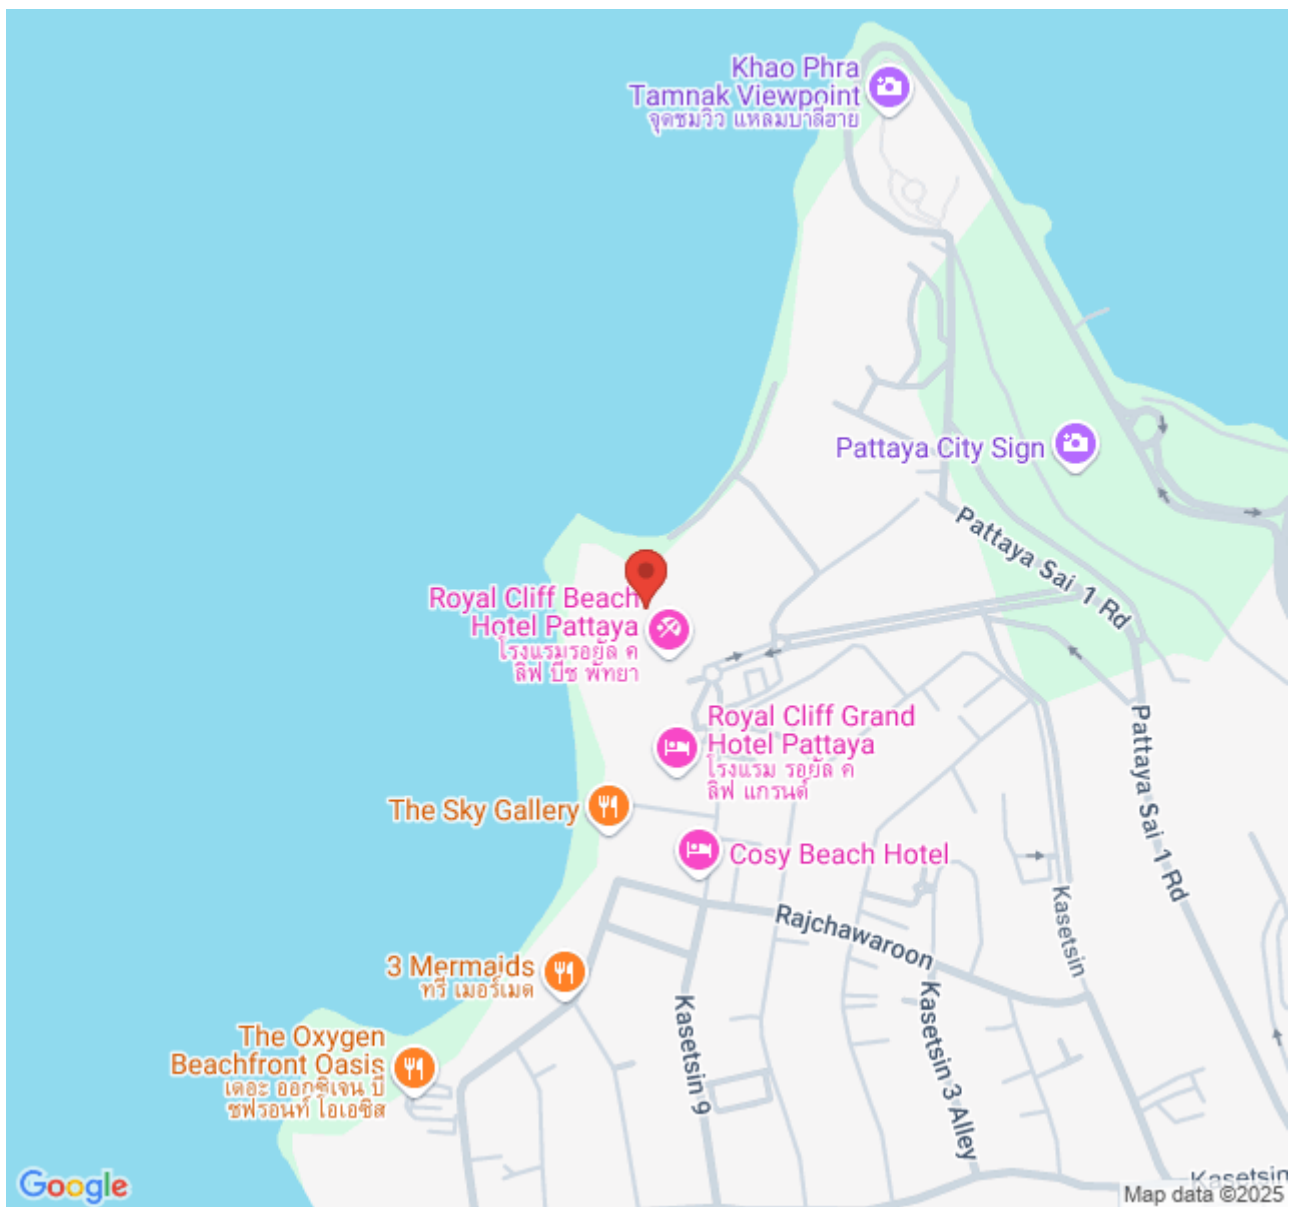 Khao Phra
Tamnak Viewpoint
จุดชมวิว แหลมบาลีฮาย
Pattaya City Sign
Pattaya Sai 1 Rd
Royal Cliff Beach
Hotel Pattaya
โรงแรมรอยัล ค
ลิฟ บีช พัทยา
Royal Cliff Grand
Hotel Pattaya
โรงแรม รอยัล ค
ลิฟ แกรนด์
Pattaya Sai 1 Rd
The Sky Gallery
Cosy Beach Hotel
Rajchawaroon
Kasetsin
3 Mermaids
ทรี เมอร์เมด
Kasetsin 9
Kasetsin 3 Alley
The Oxygen
Beachfront Oasis
เดอะ ออกซิเจน บี
ชฟรอนท์ โอเอซิส
Kasetsin
Google
Map data ©2025